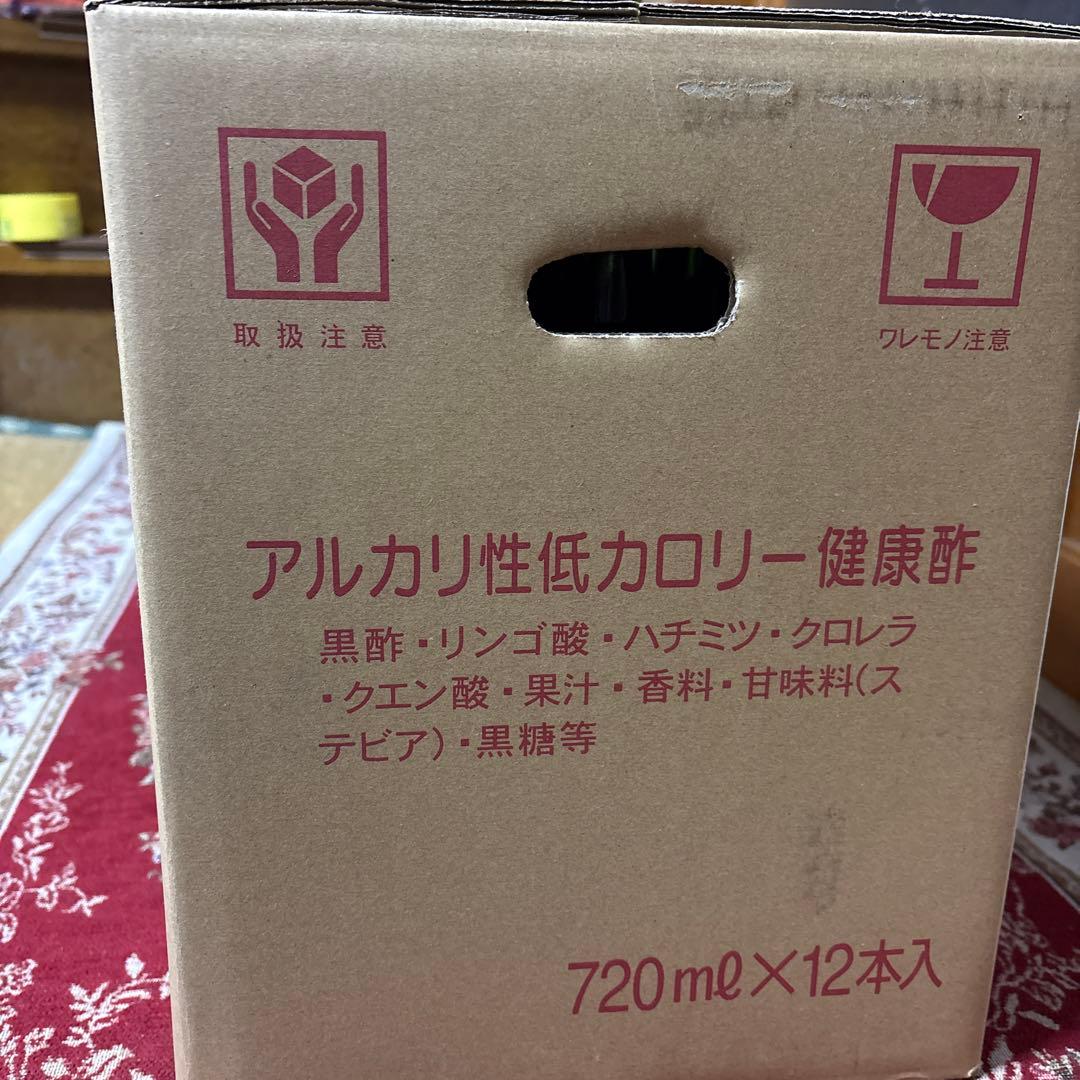 取扱注意
ワレモノ注意
アルカリ性低カロリー健康酢
黒酢・リンゴ酸・ハチミツ・クロレラ
・クエン酸・果汁・香料・甘味料(ス
テビア)・黒糖等
720ml×12本入